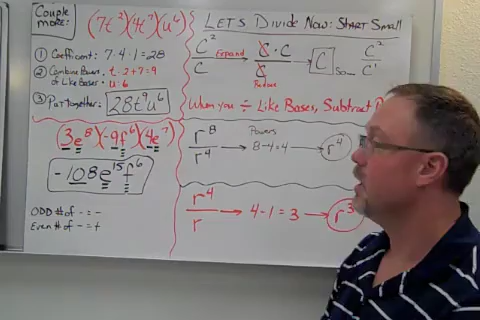 Couple more:
(7t²)(4t⁷)(u⁶)
① Coefficient: 7·4·1=28
② Combine Powers of Like Bases
• t: 2+7=9
• u: 6
③ Put together: 28t⁹u⁶
(3e⁸)(-9f⁶)(4e⁷)
-108e¹⁵f⁶
ODD # of - = -
Even # of - = +
LET'S DIVIDE NOW: START SMALL
C²/C Expand → C·C/C Reduce → C So... C²/C¹
When you ÷ Like Bases, Subtract
r⁸/r⁴ → Powers 8-4=4 → r⁴
r⁴/r → 4-1=3 → r³